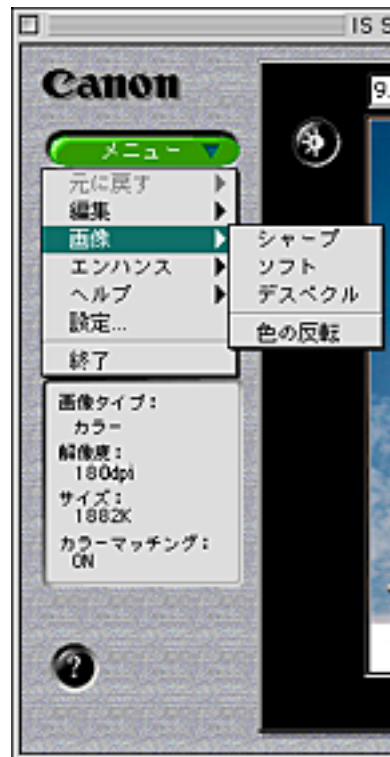 IS S
Canon
9.
メニュー
元に戻す
編集
画像
エンハンス
ヘルプ
設定...
終了
シャープ
ソフト
デスペクル
色の反転
画像タイプ：
カラー
解像度：
180dpi
サイズ：
1882K
カラーマッチング：
ON
?